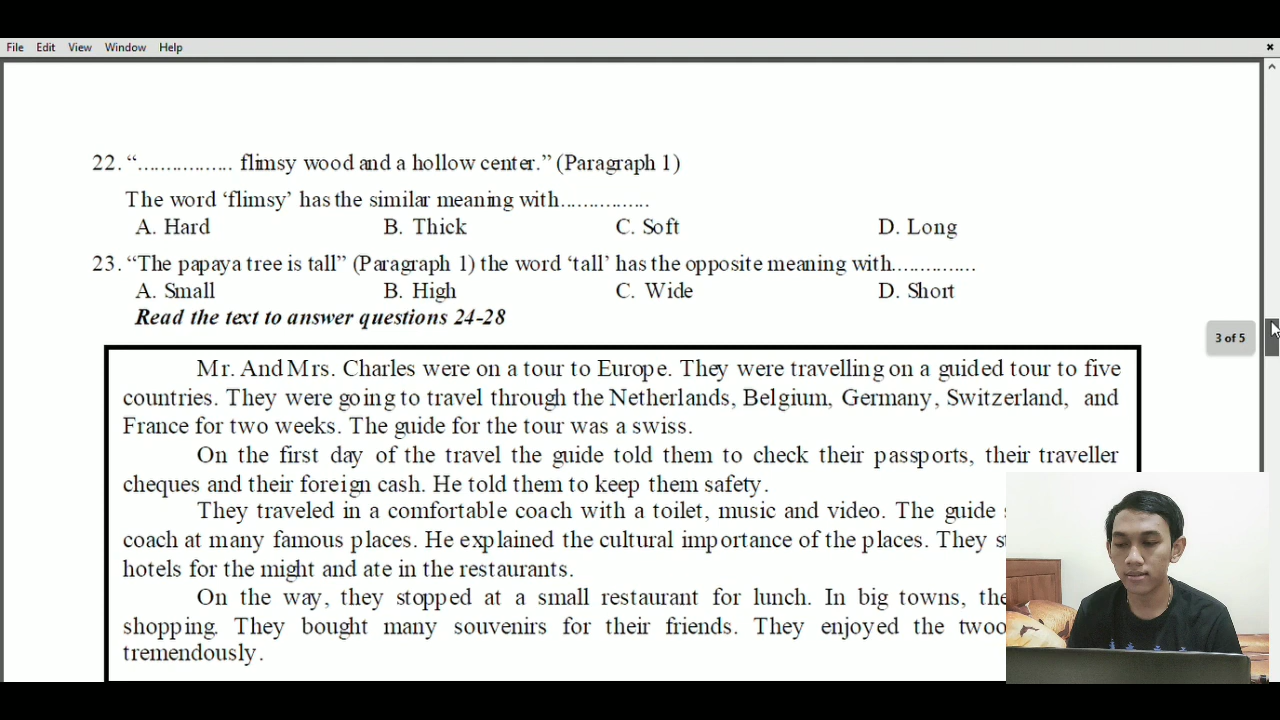 File Edit View Window Help
22. “................. flimsy wood and a hollow center.” (Paragraph 1)
The word ‘flimsy’ has the similar meaning with................
A. Hard B. Thick C. Soft D. Long
23. “The papaya tree is tall” (Paragraph 1) the word ‘tall’ has the opposite meaning with...............
A. Small B. High C. Wide D. Short
Read the text to answer questions 24-28
3 of 5
Mr. And Mrs. Charles were on a tour to Europe. They were travelling on a guided tour to five
countries. They were going to travel through the Netherlands, Belgium, Germany, Switzerland, and
France for two weeks. The guide for the tour was a swiss.
On the first day of the travel the guide told them to check their passports, their traveller
cheques and their foreign cash. He told them to keep them safety.
They traveled in a comfortable coach with a toilet, music and video. The guide
coach at many famous places. He explained the cultural importance of the places. They
hotels for the might and ate in the restaurants.
On the way, they stopped at a small restaurant for lunch. In big towns,
shopping. They bought many souvenirs for their friends. They enjoyed the
tremendously.